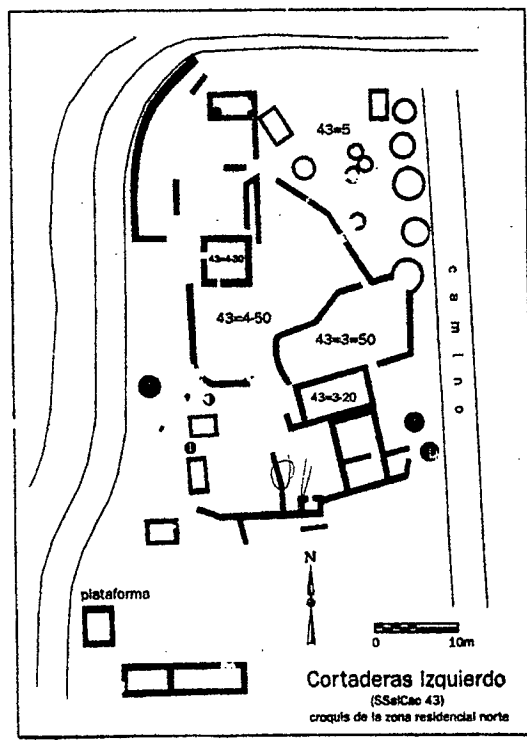 43=5
43=4-30
43=4-50
43=3=50
43=3-20
camino
N
plataforma
0 10m
Cortaderas Izquierdo
(SSalCac 43)
croquis de la zona residencial norte